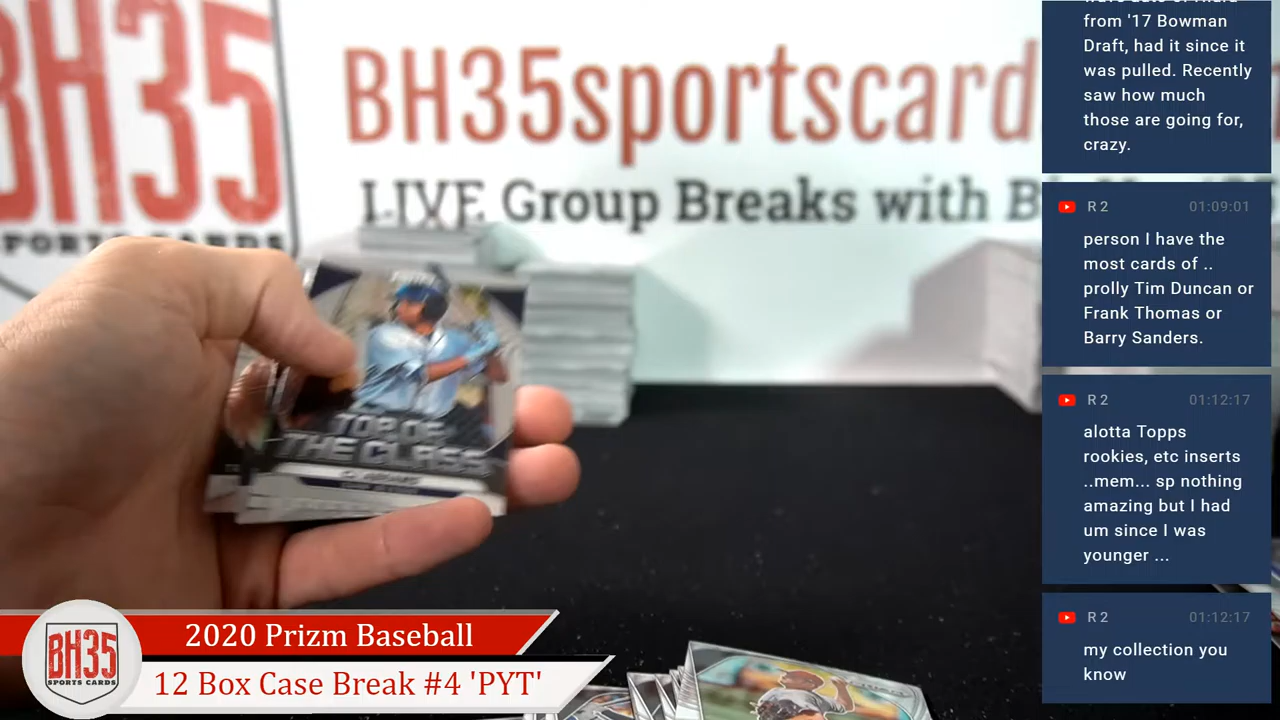 BH35
SPORTS CARDS
BH35sportscard
LIVE Group Breaks with B
TOP OF
THE CLASS
from '17 Bowman
Draft, had it since it
was pulled. Recently
saw how much
those are going for,
crazy.
R 2 01:09:01
person I have the
most cards of ..
prolly Tim Duncan or
Frank Thomas or
Barry Sanders.
R 2 01:12:17
alotta Topps
rookies, etc inserts
..mem... sp nothing
amazing but I had
um since I was
younger ...
R 2 01:12:17
my collection you
know
BH35
SPORTS CARDS
2020 Prizm Baseball
12 Box Case Break #4 'PYT'